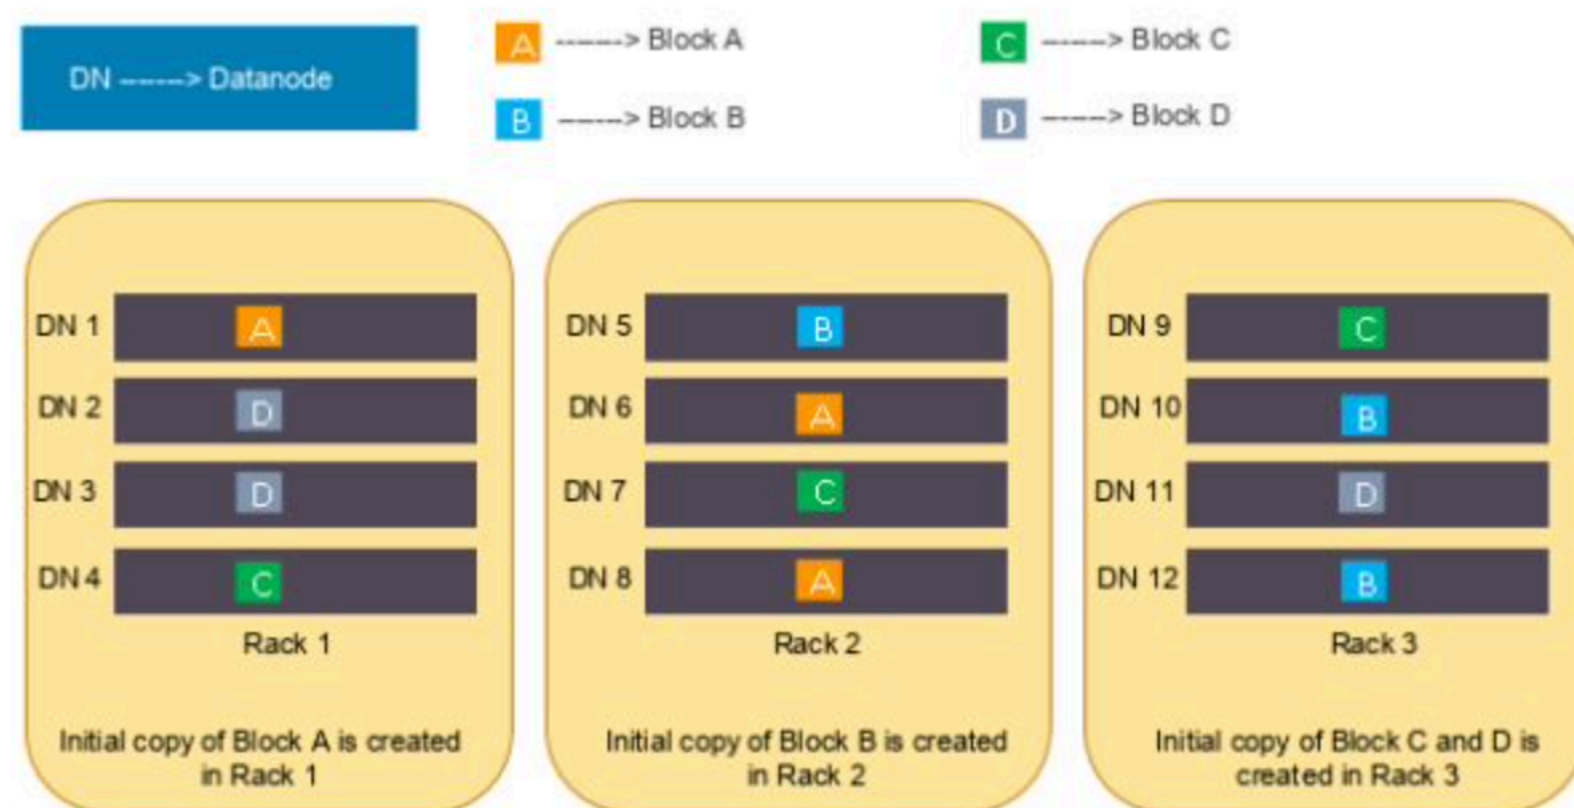 DN -------> Datanode
A -------> Block A
B -------> Block B
C -------> Block C
D -------> Block D
DN 1 A
DN 2 D
DN 3 D
DN 4 C
Rack 1
Initial copy of Block A is created
in Rack 1
DN 5 B
DN 6 A
DN 7 C
DN 8 A
Rack 2
Initial copy of Block B is created
in Rack 2
DN 9 C
DN 10 B
DN 11 D
DN 12 B
Rack 3
Initial copy of Block C and D is
created in Rack 3